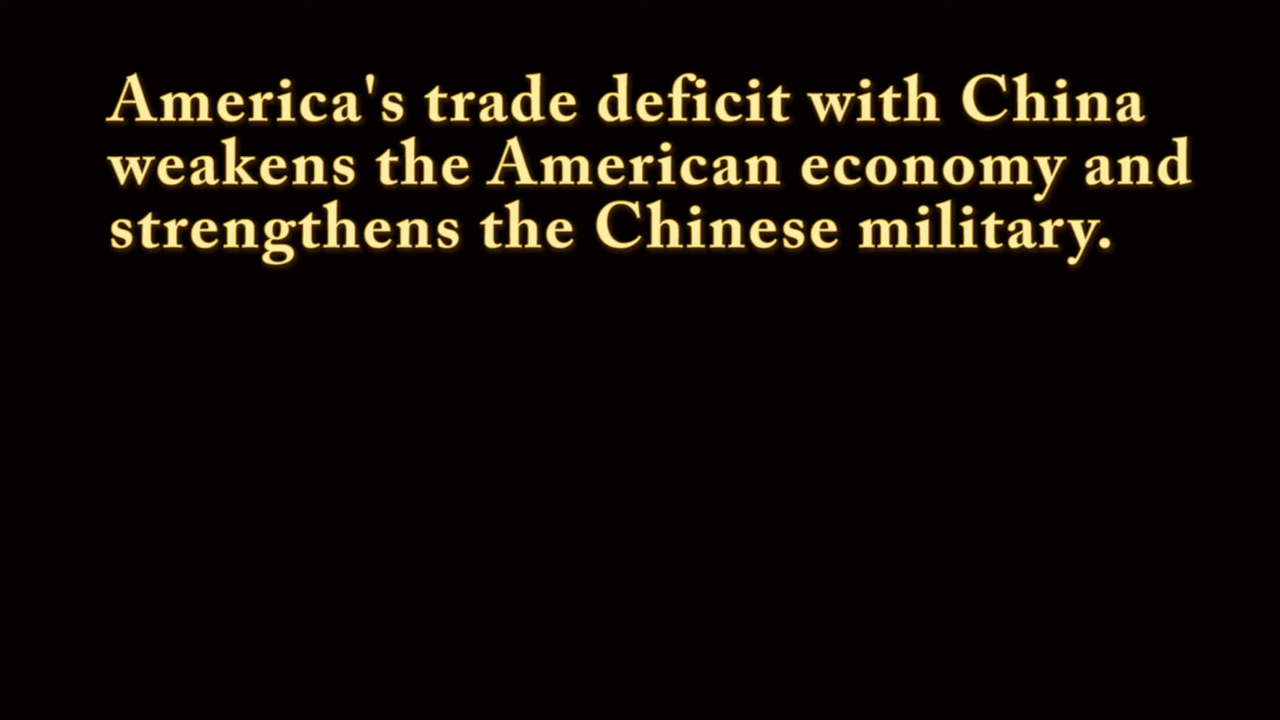 America's trade deficit with China
weakens the American economy and
strengthens the Chinese military.